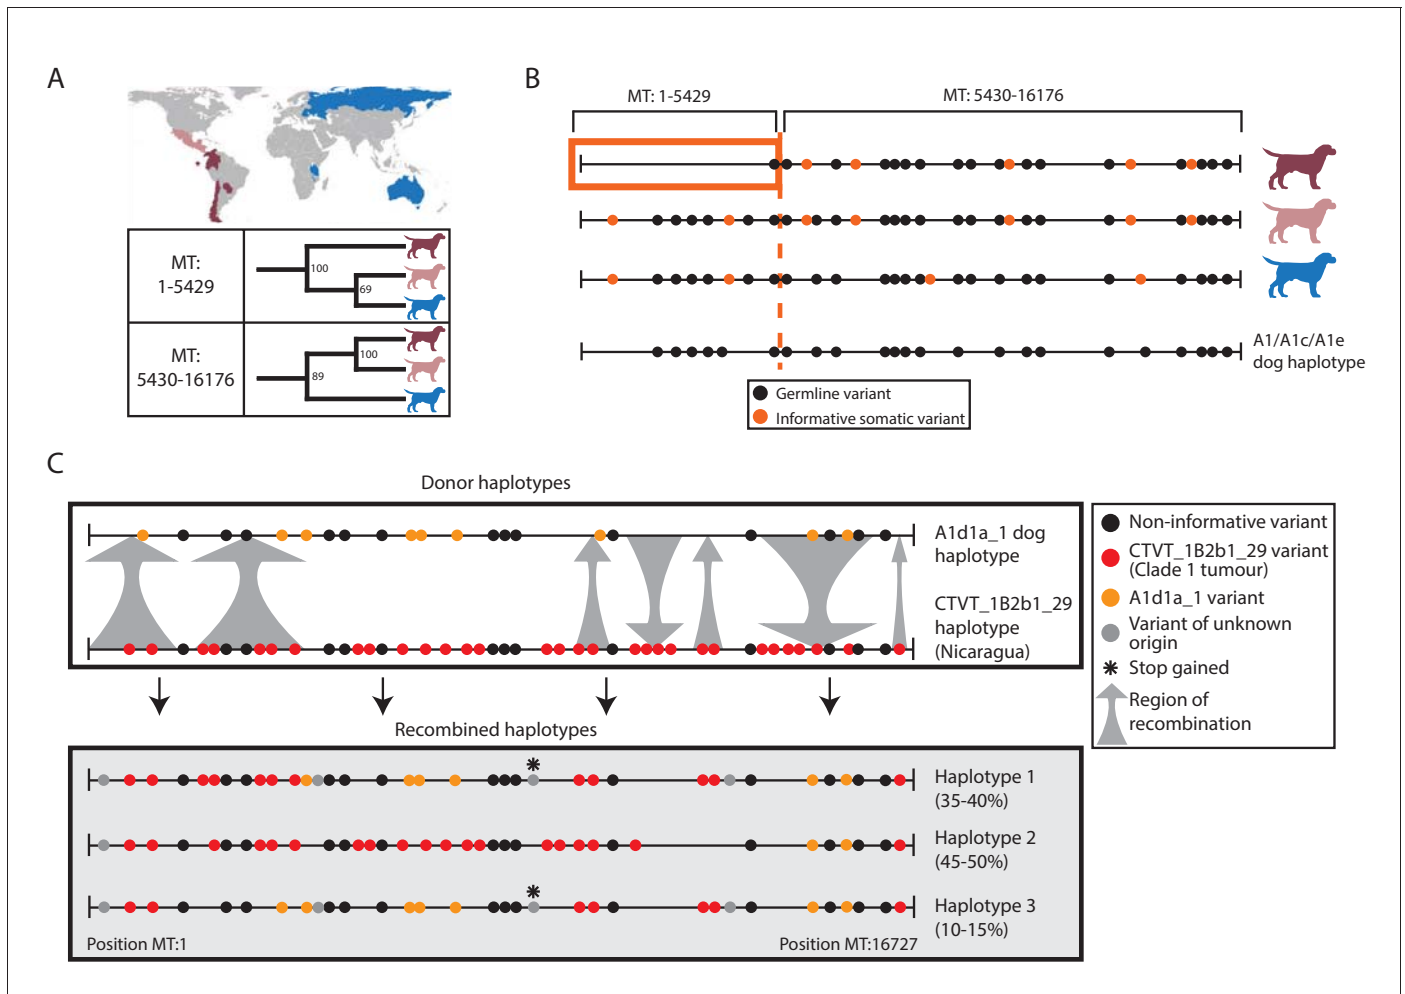 A
MT:
1-5429
100
69
MT:
5430-16176
100
89
B
MT: 1-5429
MT: 5430-16176
A1/A1c/A1e
dog haplotype
Germline variant
Informative somatic variant
C
Donor haplotypes
A1d1a_1 dog
haplotype
CTVT_1B2b1_29
haplotype
(Nicaragua)
Non-informative variant
CTVT_1B2b1_29 variant
(Clade 1 tumour)
A1d1a_1 variant
Variant of unknown
origin
Stop gained
Region of
recombination
Recombined haplotypes
Haplotype 1
(35-40%)
Haplotype 2
(45-50%)
Haplotype 3
(10-15%)
Position MT:1
Position MT:16727